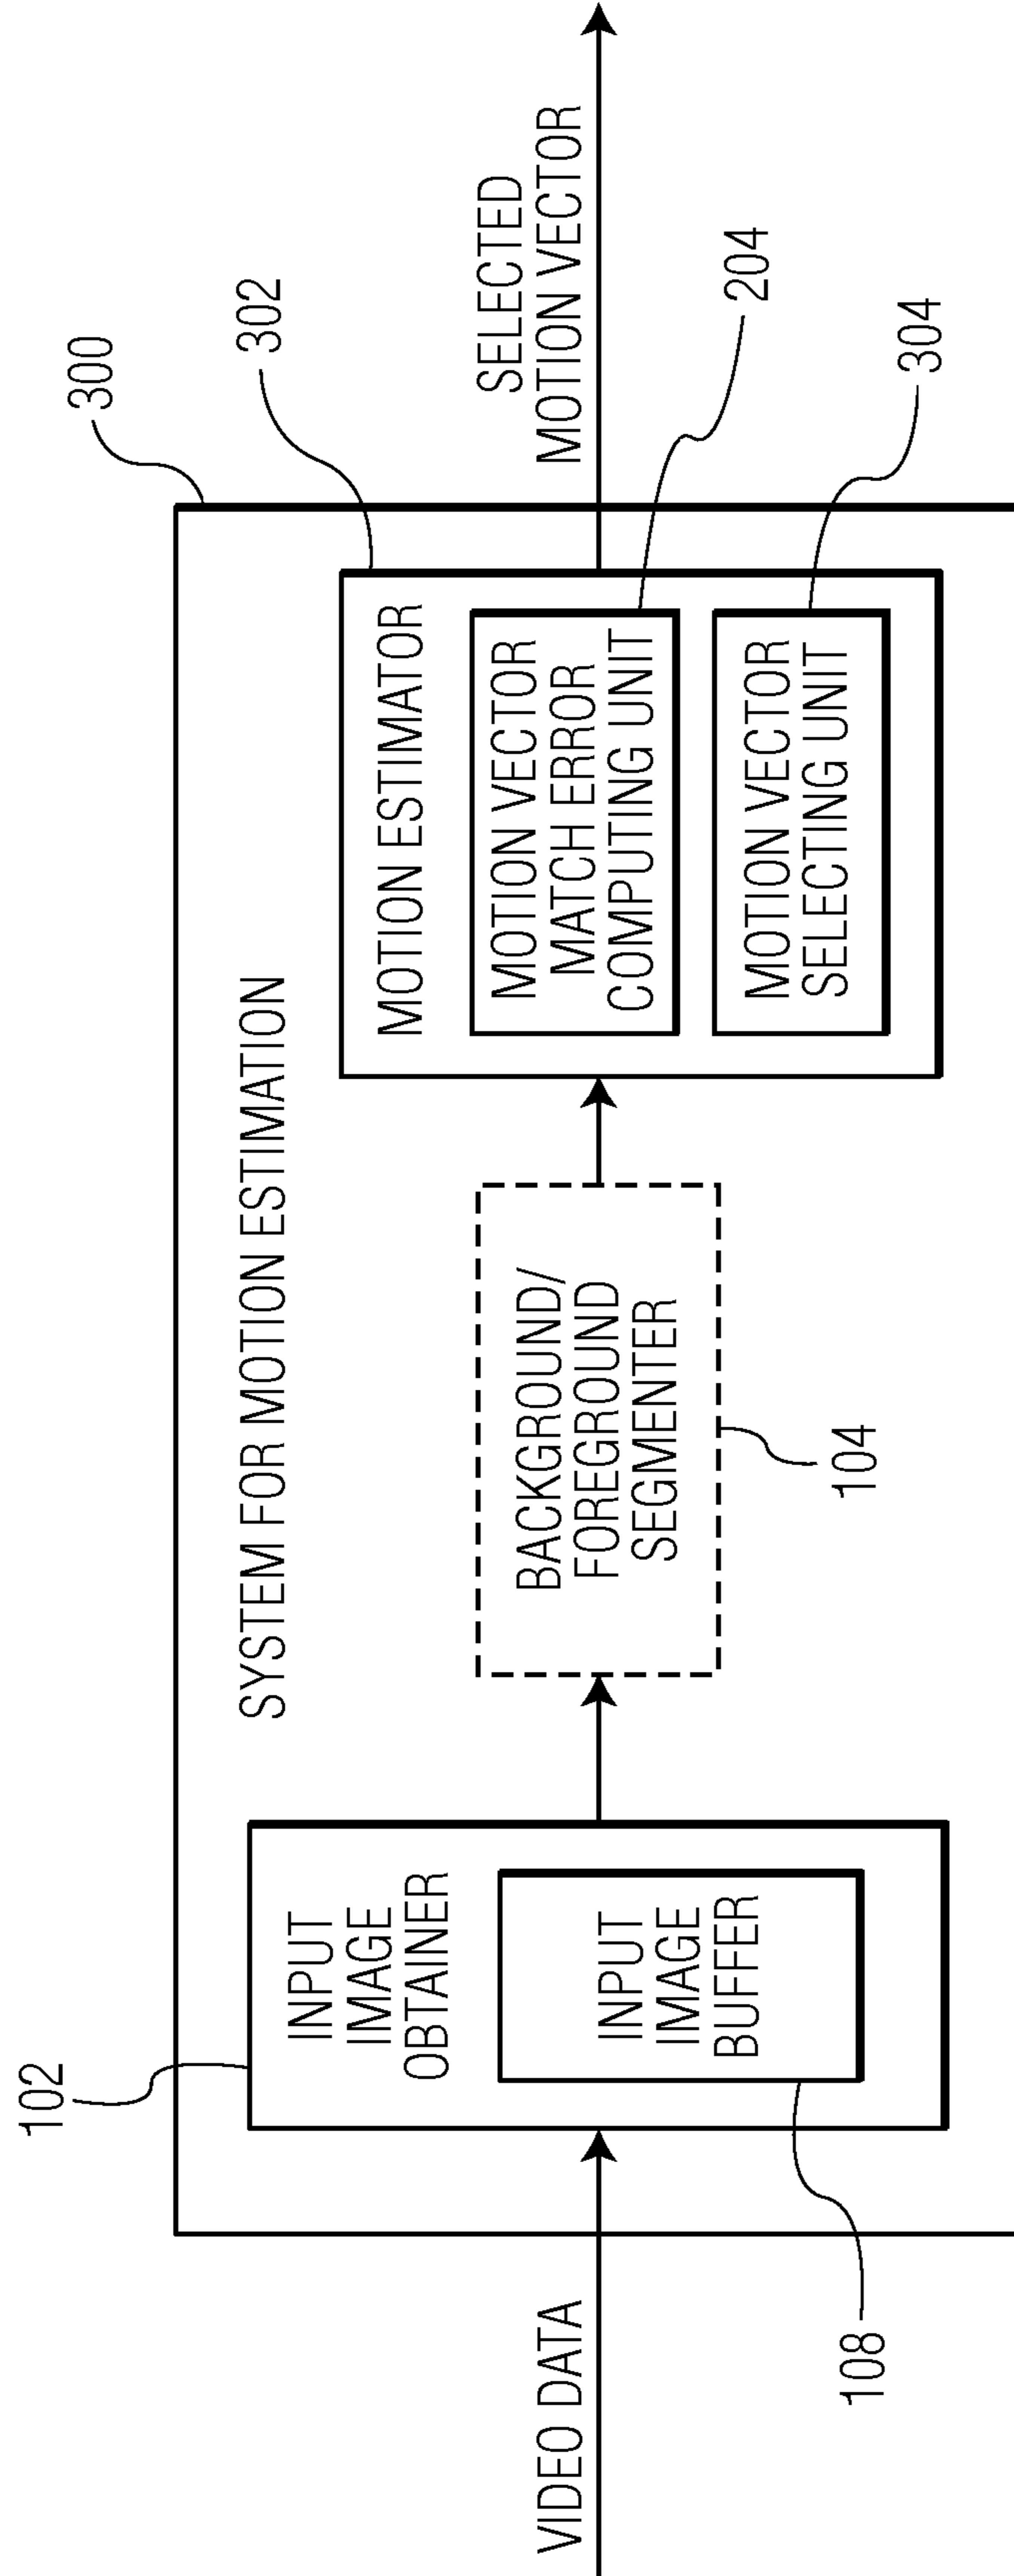 300
SYSTEM FOR MOTION ESTIMATION
102
INPUT
IMAGE
OBTAINER
INPUT
IMAGE
BUFFER
108
VIDEO DATA
BACKGROUND/
FOREGROUND
SEGMENTER
104
302
MOTION ESTIMATOR
MOTION VECTOR
MATCH ERROR
COMPUTING UNIT
204
MOTION VECTOR
SELECTING UNIT
304
SELECTED
MOTION VECTOR